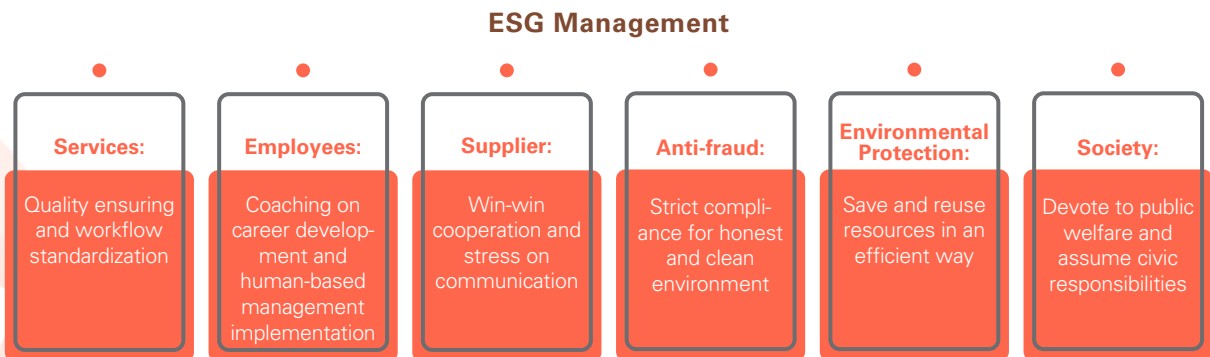 ESG Management
Services:
Quality ensuring
and workflow
standardization
Employees:
Coaching on
career develop-
ment and
human-based
management
implementation
Supplier:
Win-win
cooperation and
stress on
communication
Anti-fraud:
Strict compli-
ance for honest
and clean
environment
Environmental
Protection:
Save and reuse
resources in an
efficient way
Society:
Devote to public
welfare and
assume civic
responsibilities